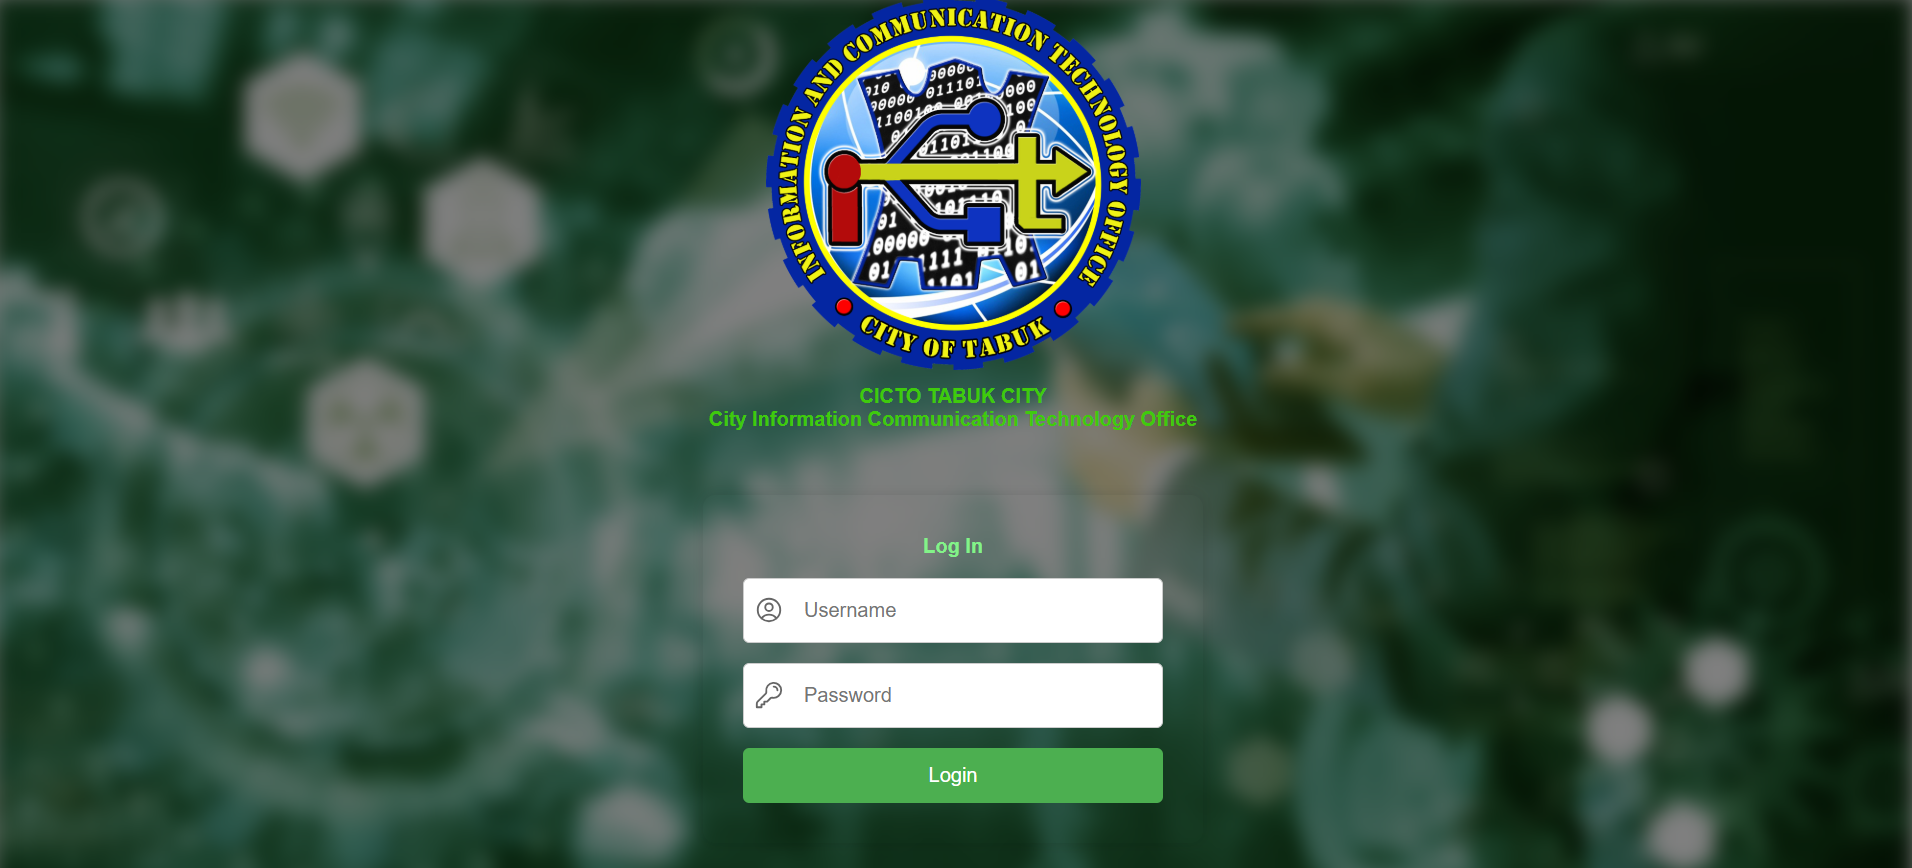 INFORMATION AND COMMUNICATION TECHNOLOGY OFFICE
ict
CITY OF TABUK
CICTO TABUK CITY
City Information Communication Technology Office
Log In
Username
Password
Login